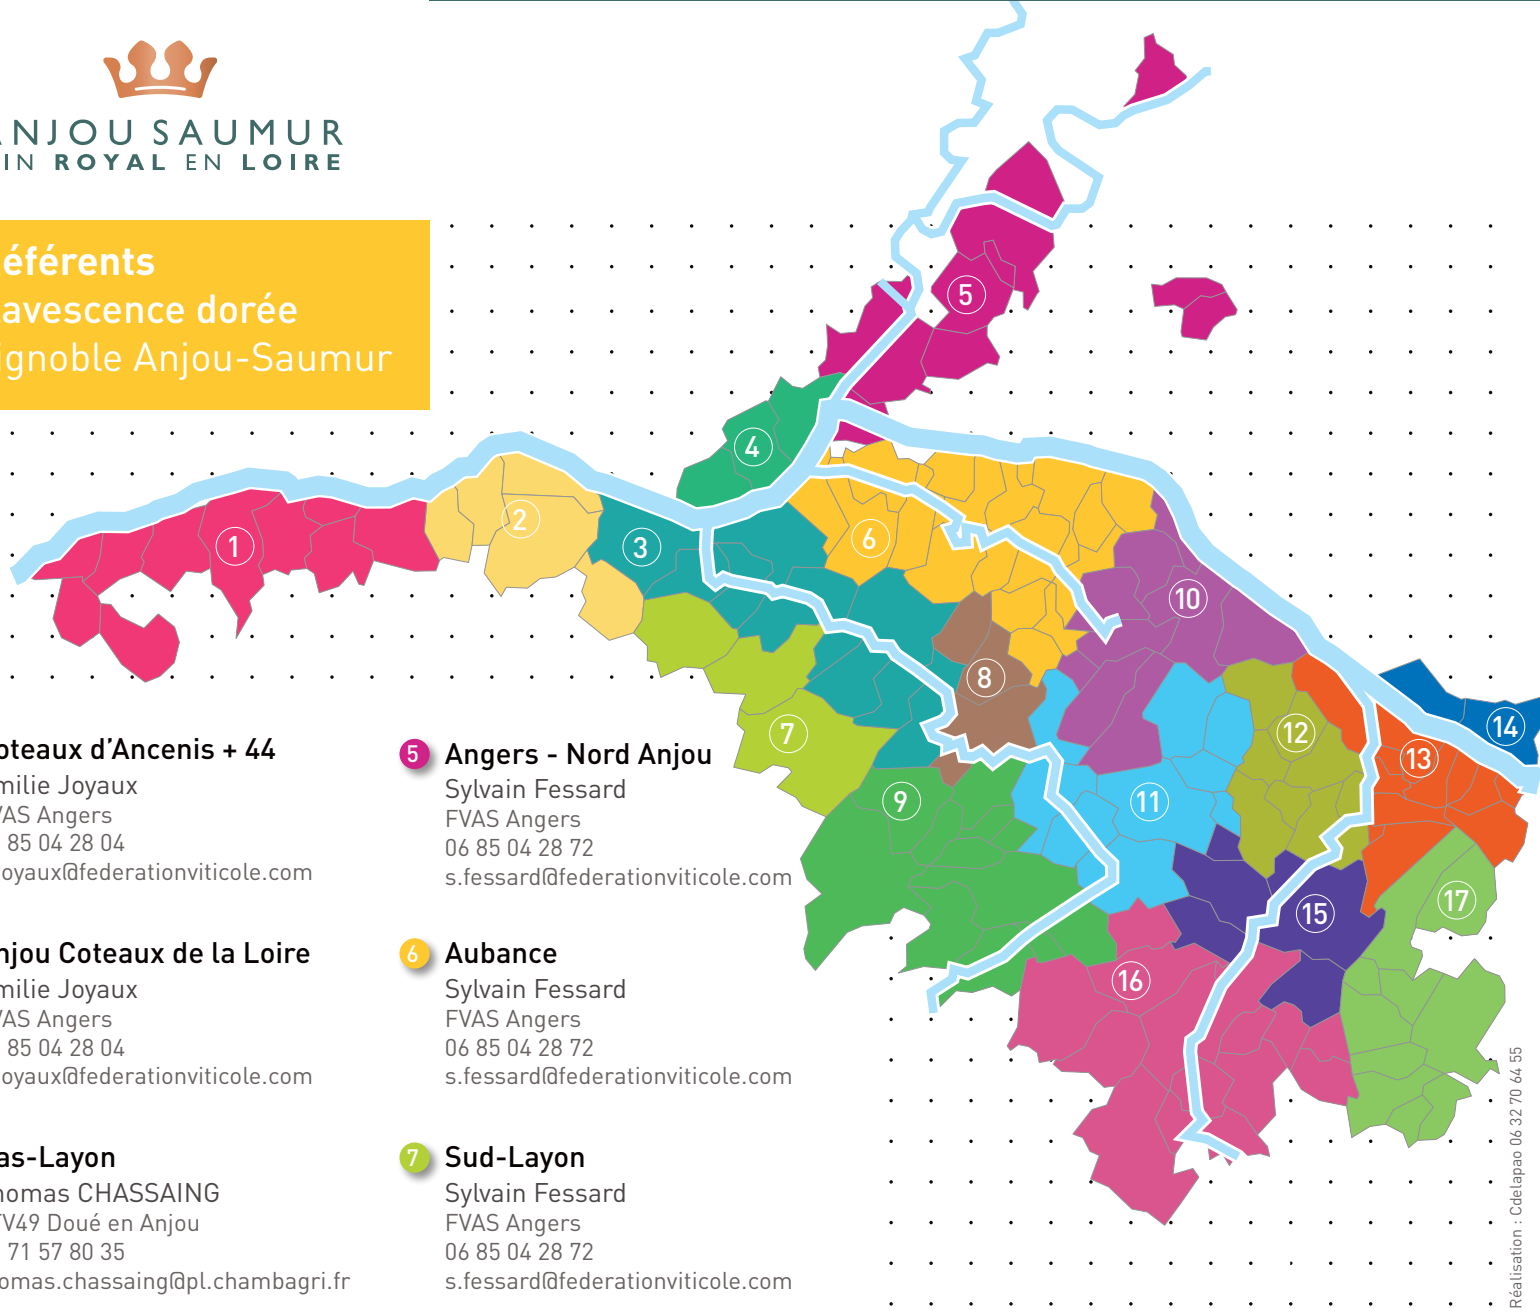 NJOU SAUMUR
IN ROYAL EN LOIRE
éférents
avescence dorée
ignoble Anjou-Saumur
1
2
3
4
5
6
7
8
9
10
11
12
13
14
15
16
17
oteaux d'Ancenis + 44
milie Joyaux
VAS Angers
85 04 28 04
joyaux@federationviticole.com
njou Coteaux de la Loire
milie Joyaux
VAS Angers
85 04 28 04
joyaux@federationviticole.com
as-Layon
homas CHASSAING
TV49 Doué en Anjou
71 57 80 35
omas.chassaing@pl.chambagri.fr
5 Angers - Nord Anjou
Sylvain Fessard
FVAS Angers
06 85 04 28 72
s.fessard@federationviticole.com
6 Aubance
Sylvain Fessard
FVAS Angers
06 85 04 28 72
s.fessard@federationviticole.com
7 Sud-Layon
Sylvain Fessard
FVAS Angers
06 85 04 28 72
s.fessard@federationviticole.com
Réalisation : Cdelapao 06 32 70 64 55